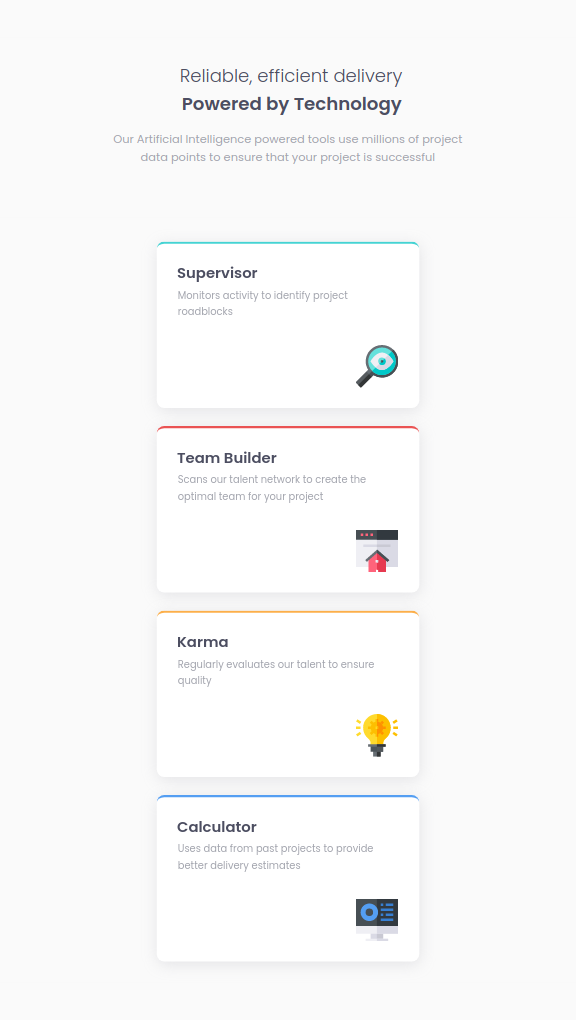 Reliable, efficient delivery
Powered by Technology
Our Artificial Intelligence powered tools use millions of project
data points to ensure that your project is successful
Supervisor
Monitors activity to identify project
roadblocks
Team Builder
Scans our talent network to create the
optimal team for your project
Karma
Regularly evaluates our talent to ensure
quality
Calculator
Uses data from past projects to provide
better delivery estimates